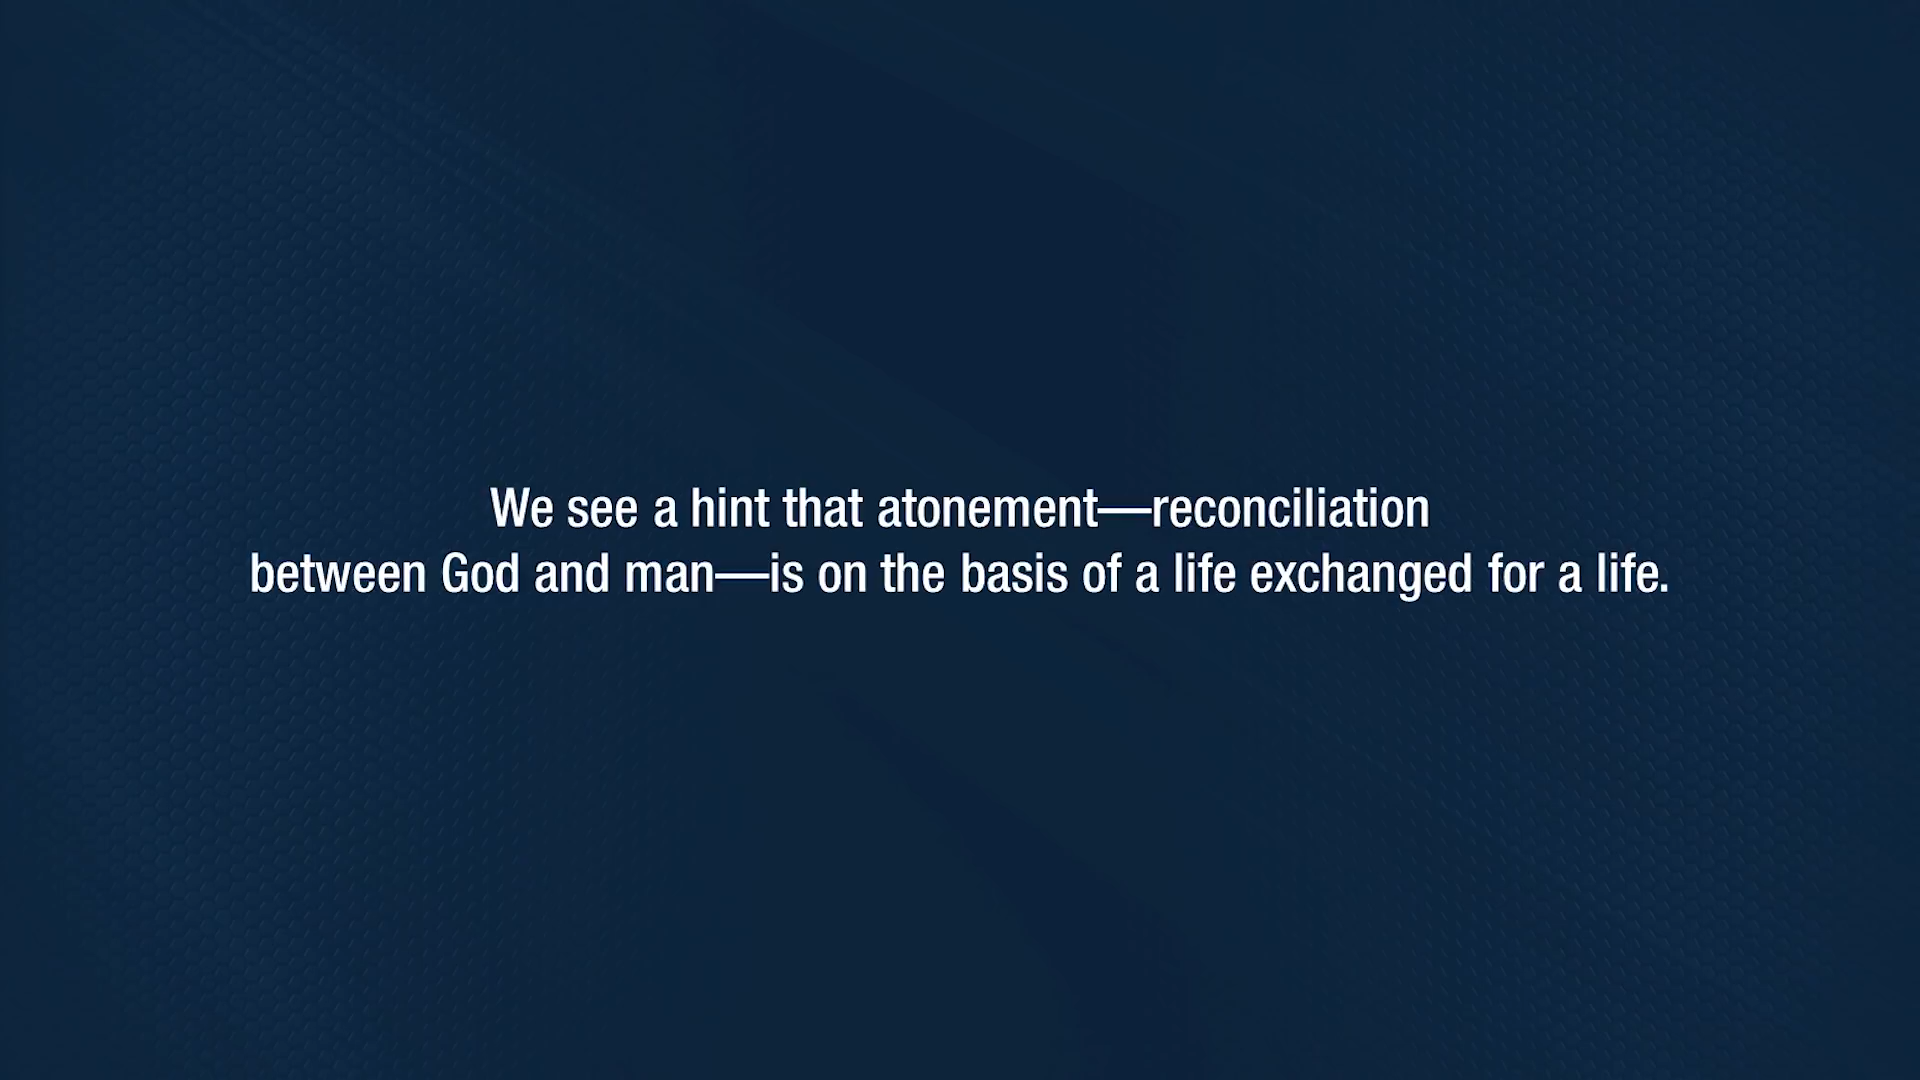 We see a hint that atonement—reconciliation
between God and man—is on the basis of a life exchanged for a life.